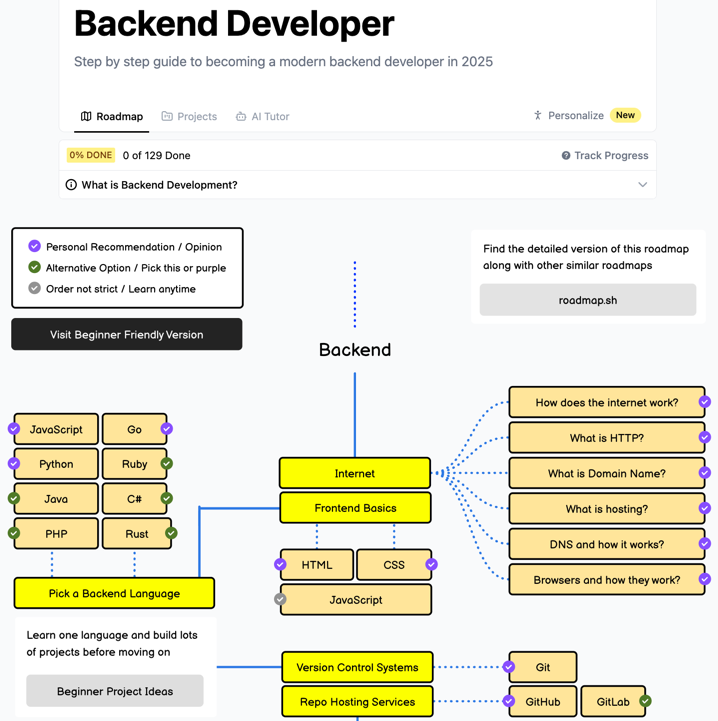 Backend Developer
Step by step guide to becoming a modern backend developer in 2025
Roadmap
Projects
AI Tutor
Personalize
New
0% DONE
0 of 129 Done
Track Progress
What is Backend Development?
Personal Recommendation / Opinion
Alternative Option / Pick this or purple
Order not strict / Learn anytime
Visit Beginner Friendly Version
Find the detailed version of this roadmap
along with other similar roadmaps
roadmap.sh
Backend
How does the internet work?
What is HTTP?
What is Domain Name?
What is hosting?
DNS and how it works?
Browsers and how they work?
Internet
Frontend Basics
HTML
CSS
JavaScript
JavaScript
Go
Python
Ruby
Java
C#
PHP
Rust
Pick a Backend Language
Learn one language and build lots
of projects before moving on
Beginner Project Ideas
Version Control Systems
Git
Repo Hosting Services
GitHub
GitLab